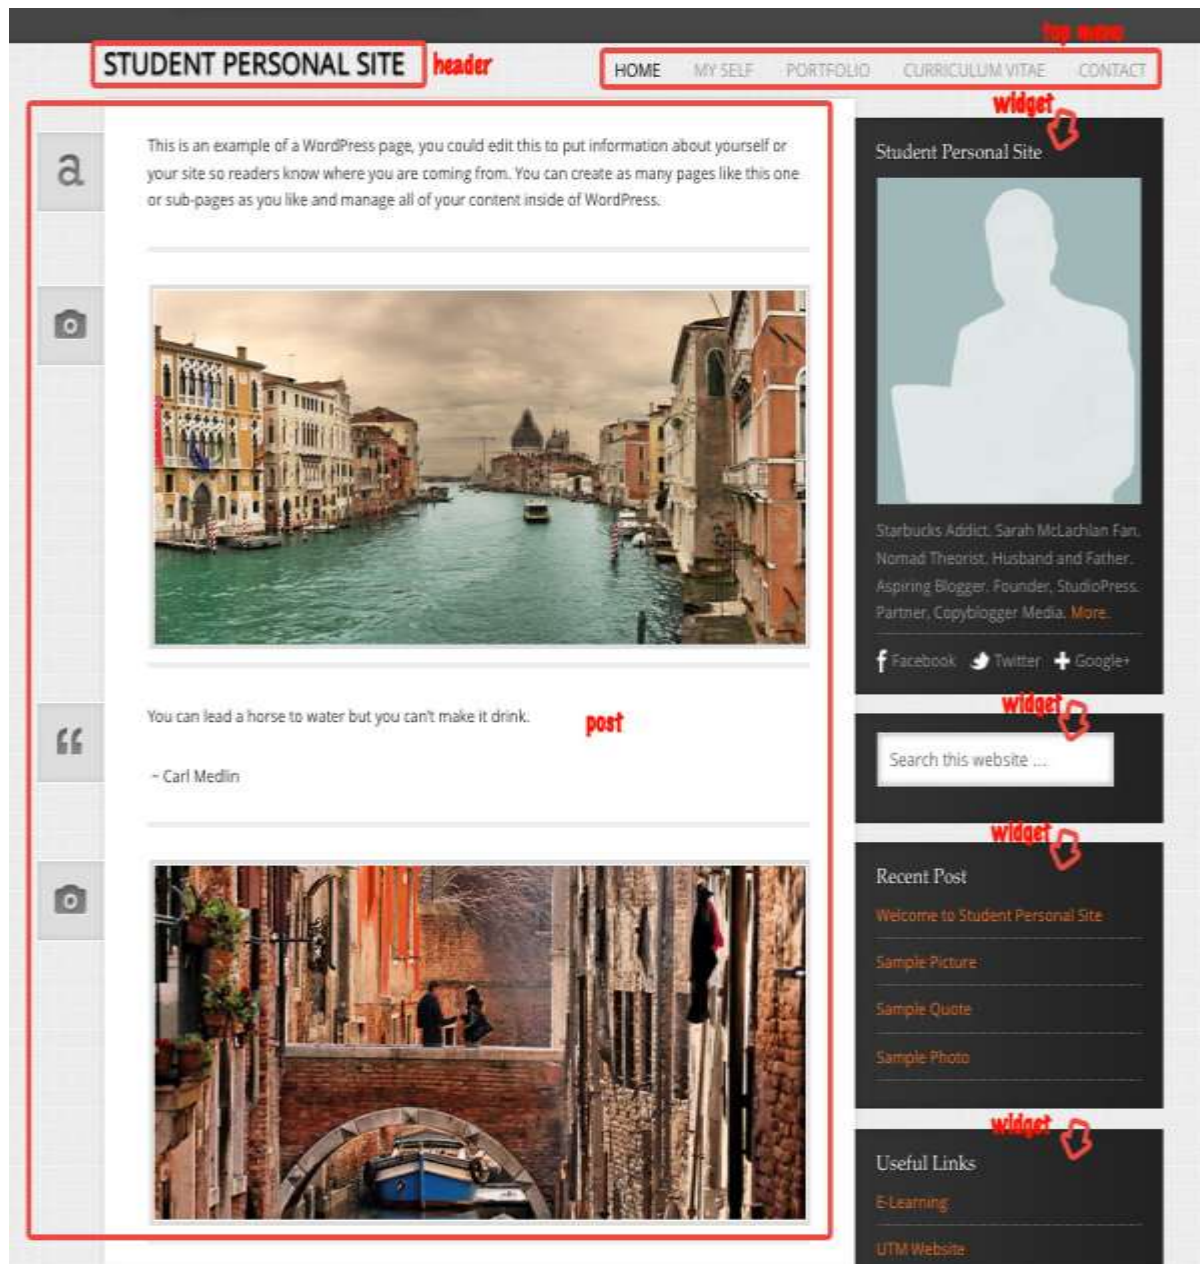 top menu
STUDENT PERSONAL SITE header
HOME MY SELF PORTFOLIO CURRICULUM VITAE CONTACT
This is an example of a WordPress page, you could edit this to put information about yourself or
your site so readers know where you are coming from. You can create as many pages like this one
or sub-pages as you like and manage all of your content inside of WordPress.
You can lead a horse to water but you can't make it drink.
post
~ Carl Medlin
widget
Student Personal Site
Starbucks Addict. Sarah McLachlan Fan.
Nomad Theorist. Husband and Father.
Aspiring Blogger. Founder, StudioPress.
Partner, Copyblogger Media. More.
Facebook Twitter Google+
widget
Search this website ...
widget
Recent Post
Welcome to Student Personal Site
Sample Picture
Sample Quote
Sample Photo
widget
Useful Links
E-Learning
UTM Website